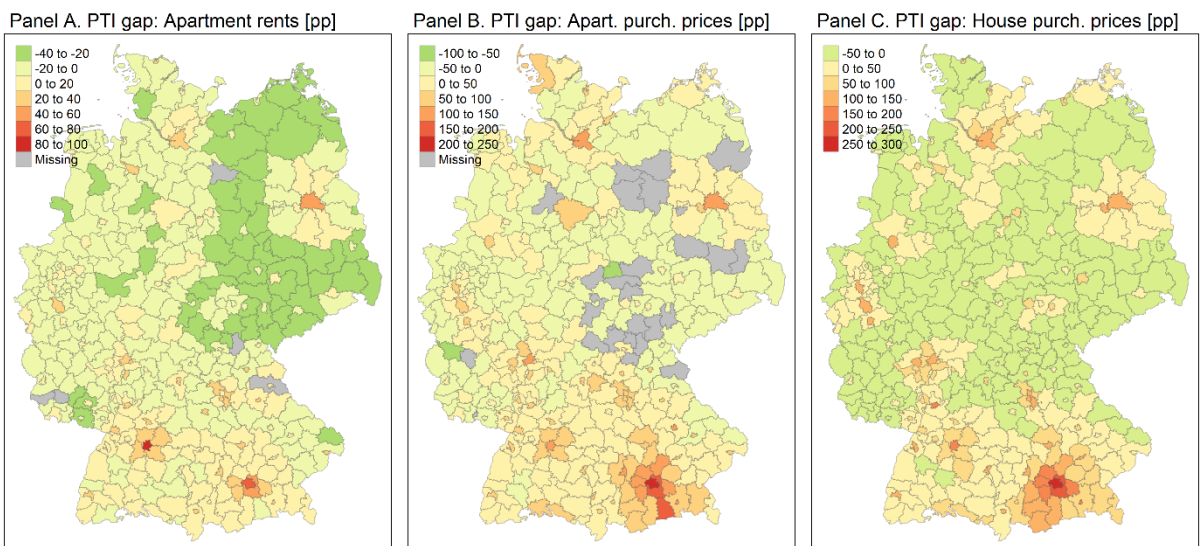 Panel A. PTI gap: Apartment rents [pp]
-40 to -20
-20 to 0
0 to 20
20 to 40
40 to 60
60 to 80
80 to 100
Missing
Panel B. PTI gap: Apart. purch. prices [pp]
-100 to -50
-50 to 0
0 to 50
50 to 100
100 to 150
150 to 200
200 to 250
Missing
Panel C. PTI gap: House purch. prices [pp]
-50 to 0
0 to 50
50 to 100
100 to 150
150 to 200
200 to 250
250 to 300